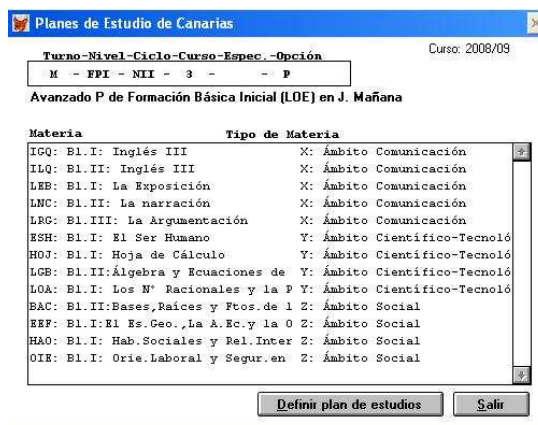 Planes de Estudio de Canarias
Curso: 2008/09
Turno-Nivel-Ciclo-Curso-Espec.-Opción
M - FPI - NII - 3 - - P
Avanzado P de Formación Básica Inicial (LOE) en J. Mañana
Materia Tipo de Materia
IGQ: Bl.I: Inglés III X: Ámbito Comunicación
ILQ: Bl.II: Inglés III X: Ámbito Comunicación
LEB: Bl.I: La Exposición X: Ámbito Comunicación
LNC: Bl.II: La narración X: Ámbito Comunicación
LRG: Bl.III: La Argumentación X: Ámbito Comunicación
ESH: Bl.I: El Ser Humano Y: Ámbito Científico-Tecnoló
HOJ: Bl.I: Hoja de Cálculo Y: Ámbito Científico-Tecnoló
LGB: Bl.II:Álgebra y Ecuaciones de Y: Ámbito Científico-Tecnoló
LOA: Bl.I: Los Nº Racionales y la P Y: Ámbito Científico-Tecnoló
BAC: Bl.II:Bases,Raíces y Ftos.de l Z: Ámbito Social
EEF: Bl.I:El Es.Geo.,La A.Ec.y la O Z: Ámbito Social
HAO: Bl.I: Hab.Sociales y Rel.Inter Z: Ámbito Social
OIE: Bl.I: Orie.Laboral y Segur.en Z: Ámbito Social
Definir plan de estudios Salir